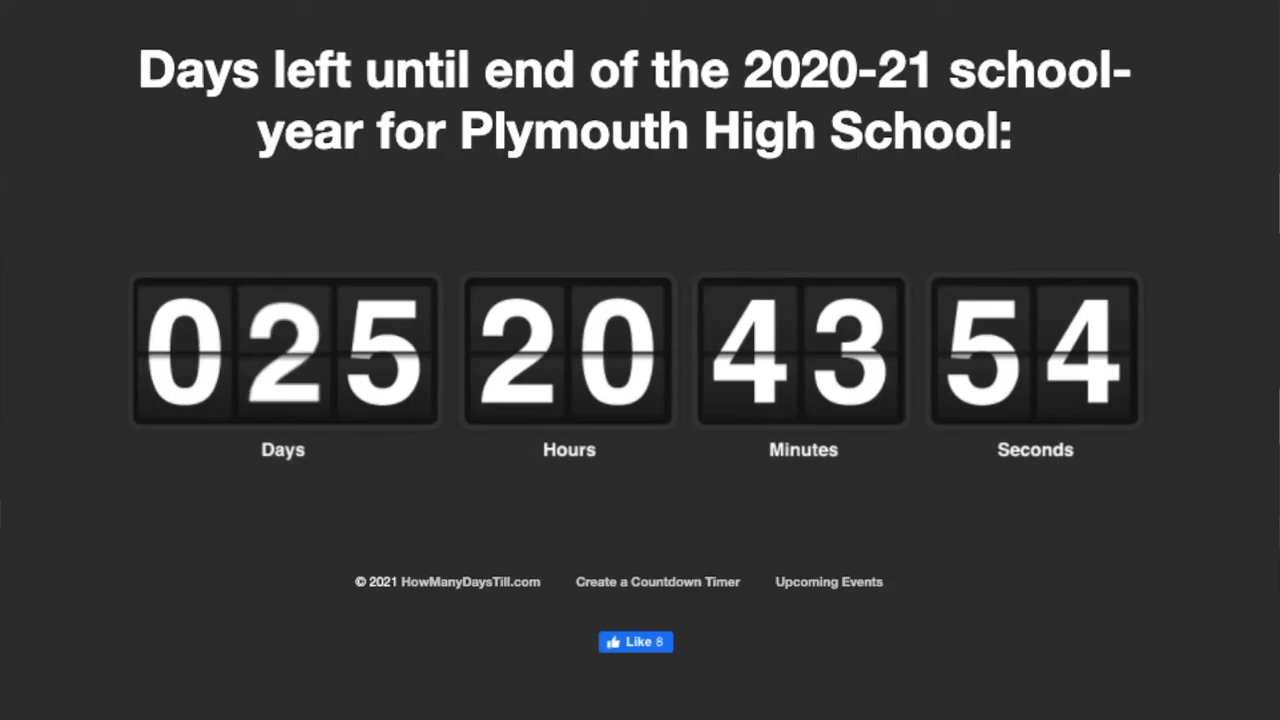 Days left until end of the 2020-21 school-
year for Plymouth High School:
025 20 43 54
Days Hours Minutes Seconds
© 2021 HowManyDaysTill.com Create a Countdown Timer Upcoming Events
Like 8